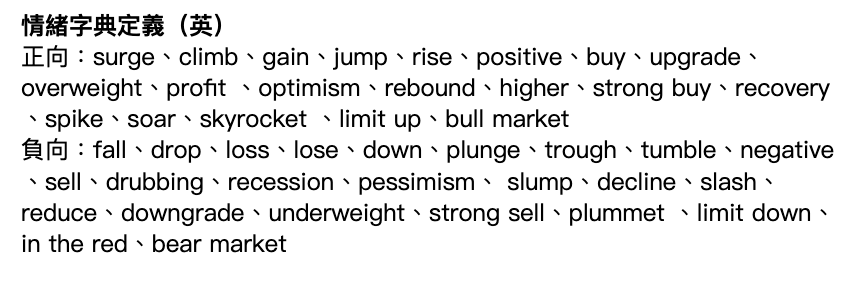 情緒字典定義（英）
正向：surge、climb、gain、jump、rise、positive、buy、upgrade、
overweight、profit 、optimism、rebound、higher、strong buy、recovery
、spike、soar、skyrocket 、limit up、bull market
負向：fall、drop、loss、lose、down、plunge、trough、tumble、negative
、sell、drubbing、recession、pessimism、 slump、decline、slash、
reduce、downgrade、underweight、strong sell、plummet 、limit down、
in the red、bear market